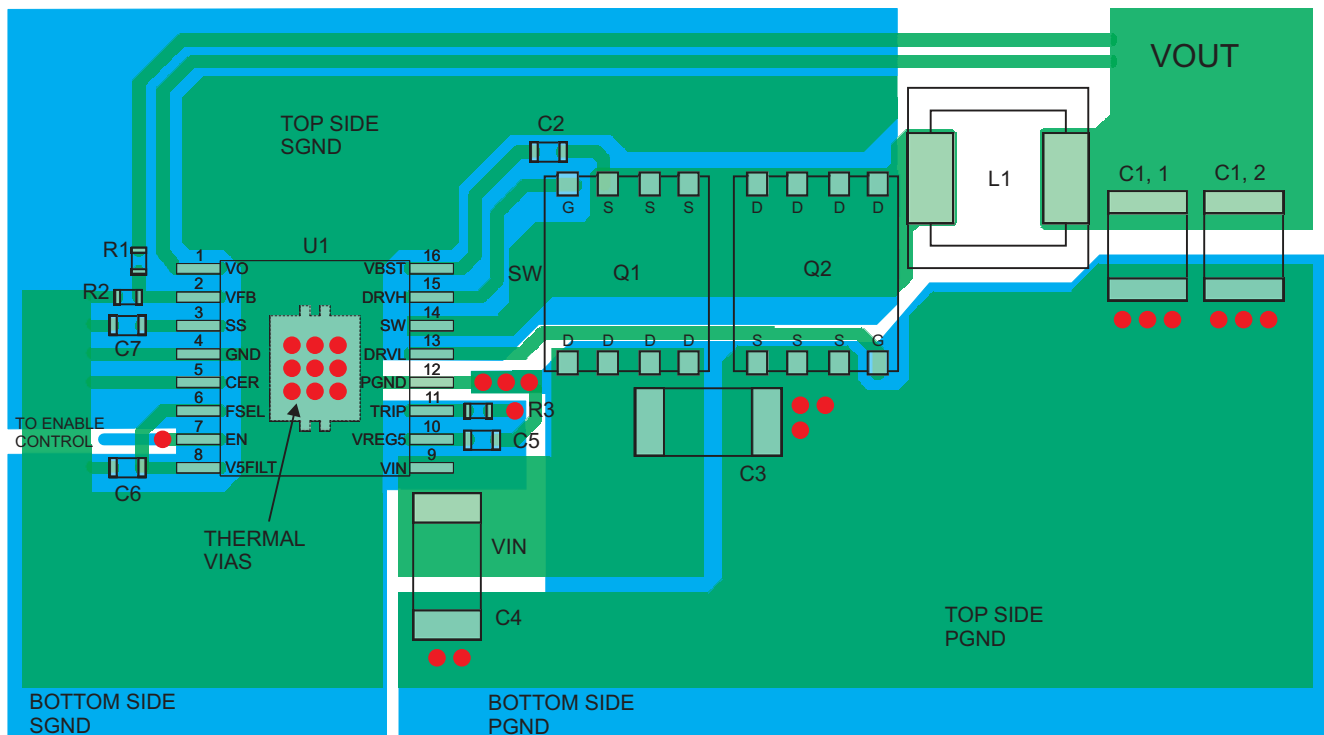 VOUT
TOP SIDE
SGND
C2
L1
C1, 1
C1, 2
G
S
S
S
D
D
D
D
R1
U1
SW
Q1
Q2
R2
C7
1
VO
2
VFB
3
SS
4
GND
5
CER
6
FSEL
7
EN
8
V5FILT
16
VBST
15
DRVH
14
SW
13
DRVL
12
PGND
11
TRIP
10
VREG5
9
VIN
D
D
D
D
S
S
S
G
TO ENABLE
CONTROL
R3
C5
C6
C3
THERMAL
VIAS
VIN
C4
TOP SIDE
PGND
BOTTOM SIDE
SGND
BOTTOM SIDE
PGND